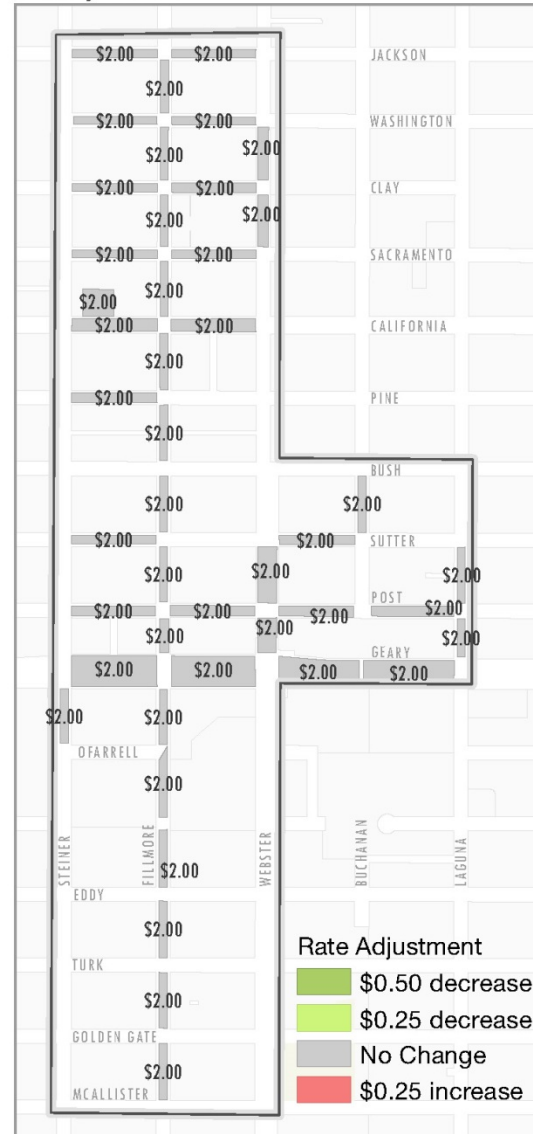 $2.00 $2.00 JACKSON
$2.00
$2.00 $2.00 WASHINGTON
$2.00 $2.00
$2.00 $2.00 CLAY
$2.00 $2.00
$2.00 $2.00 SACRAMENTO
$2.00 $2.00
$2.00 $2.00 CALIFORNIA
$2.00
$2.00 PINE
$2.00
BUSH
$2.00 $2.00
$2.00 $2.00 SUTTER
$2.00 $2.00 $2.00
POST
$2.00 $2.00 $2.00 $2.00
$2.00 $2.00 $2.00
GEARY
$2.00 $2.00 $2.00 $2.00
$2.00 $2.00
OFARRELL
$2.00
STEINER
FILLMORE
WEBSTER
BUCHANAN
LAGUNA
$2.00
EDDY
$2.00
TURK
$2.00
GOLDEN GATE
$2.00
MCALLISTER
Rate Adjustment
$0.50 decrease
$0.25 decrease
No Change
$0.25 increase